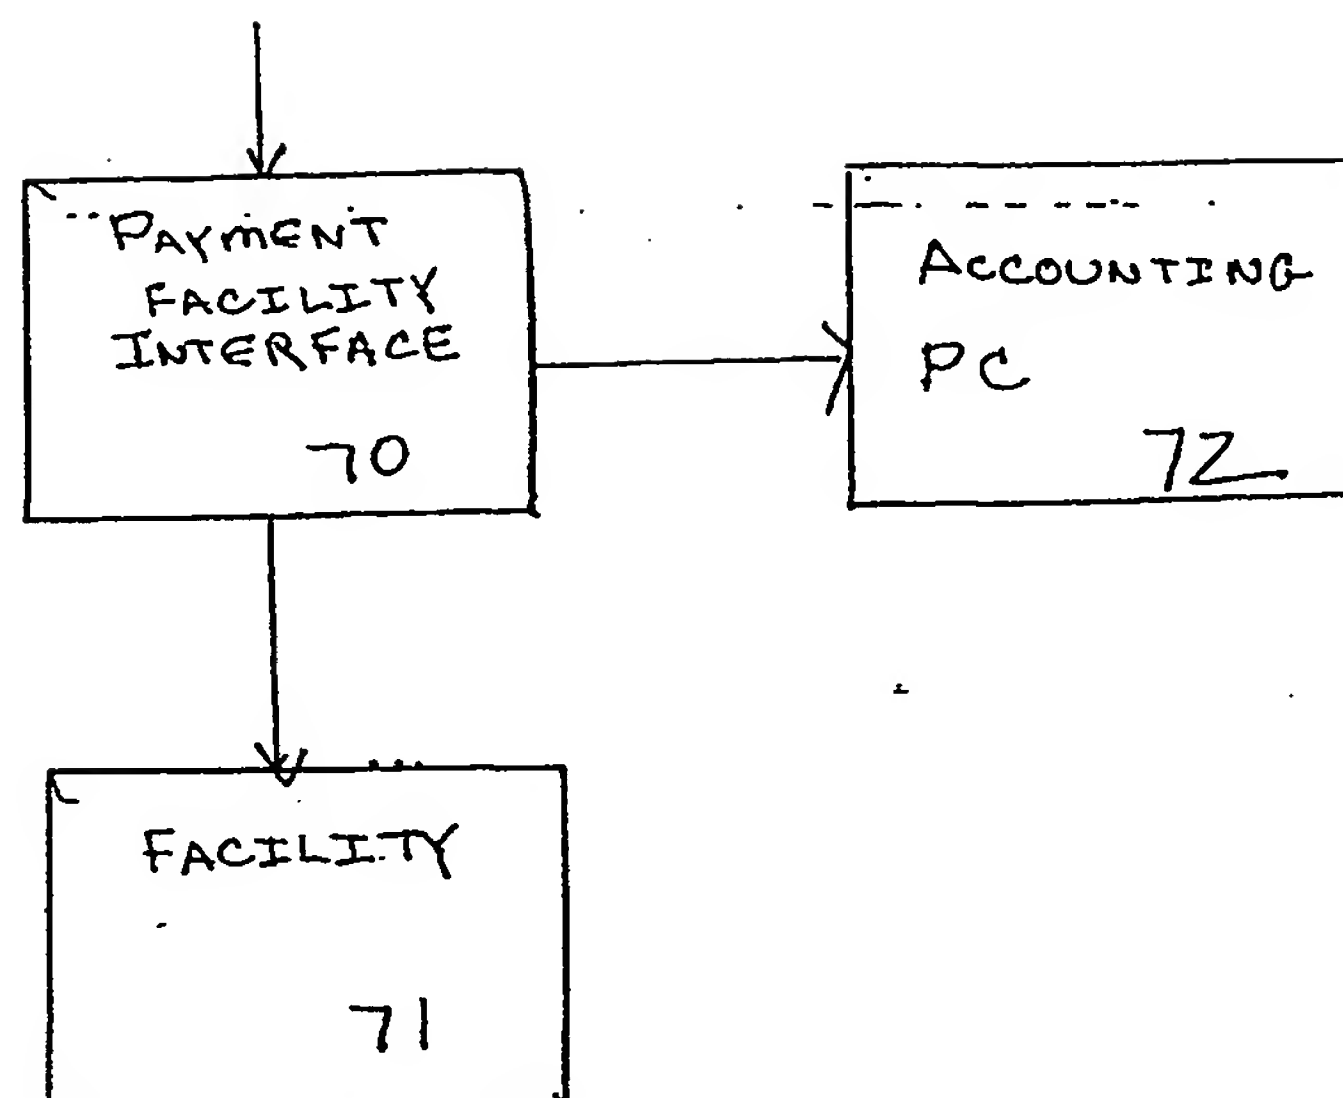 PAYMENT
FACILITY
INTERFACE
70
ACCOUNTING
PC
72
FACILITY
71